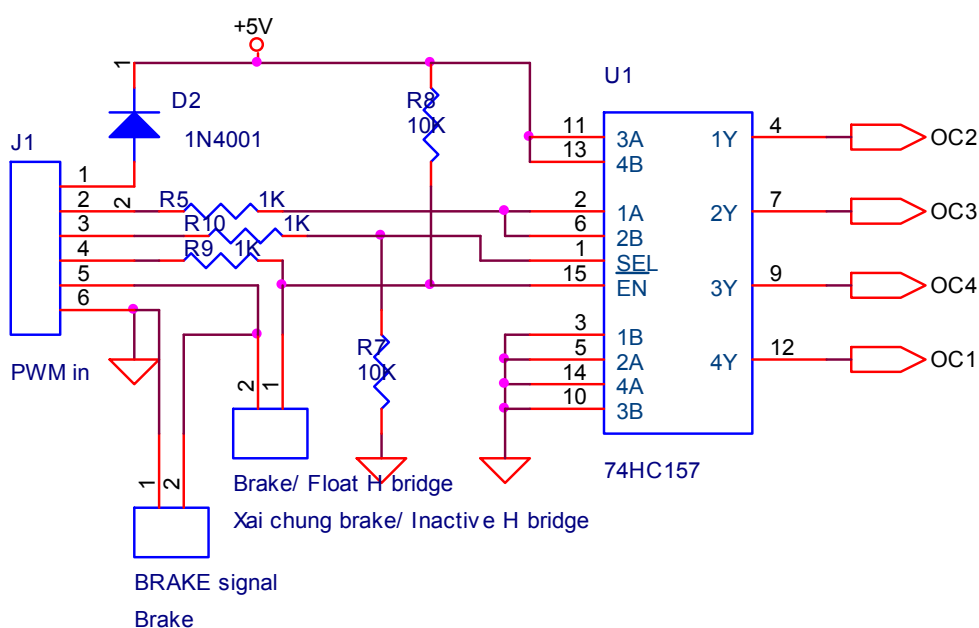 +5V
1
D2
1N4001
2
R8
10K
U1
J1
1
2
3
4
5
6
PWM in
R5
1K
R10
1K
R9
1K
R7
10K
11
13
2
6
1
15
3
5
14
10
3A
4B
1A
2B
SEL
EN
1B
2A
4A
3B
1Y
2Y
3Y
4Y
4
7
9
12
OC2
OC3
OC4
OC1
74HC157
2
1
Brake/ Float H bridge
Xai chung brake/ Inactive H bridge
1
2
BRAKE signal
Brake